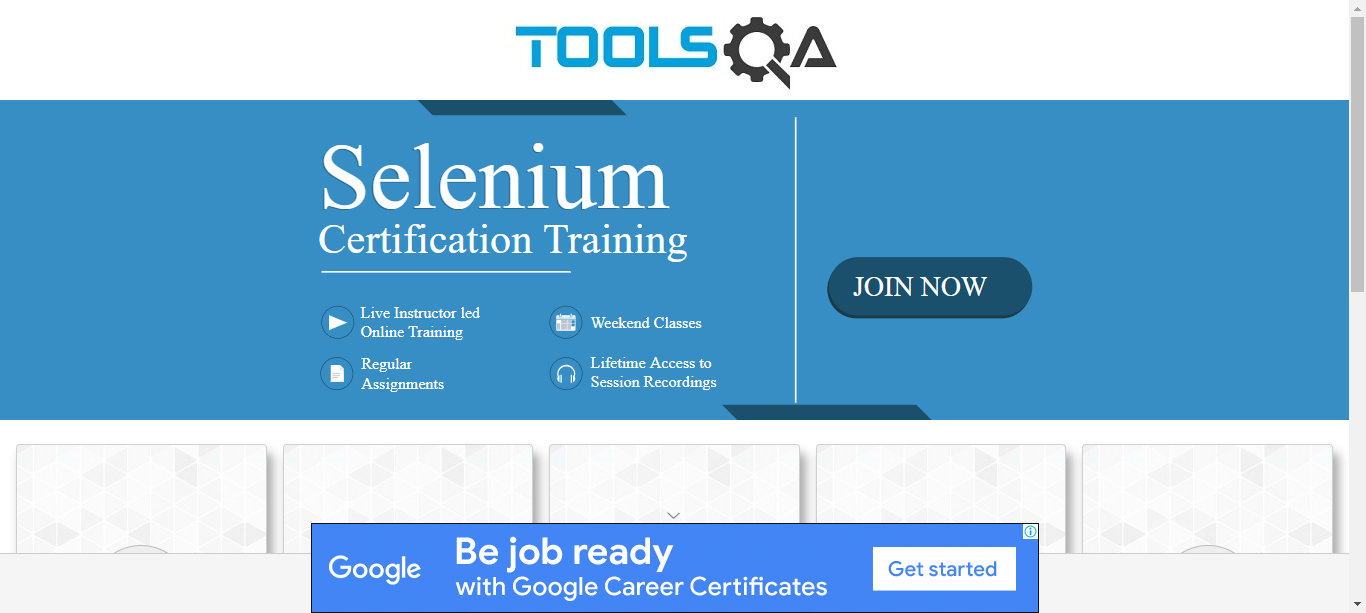 TOOLSQA
Selenium
Certification Training
JOIN NOW
Live Instructor led
Online Training
Weekend Classes
Regular
Assignments
Lifetime Access to
Session Recordings
Google
Be job ready
with Google Career Certificates
Get started